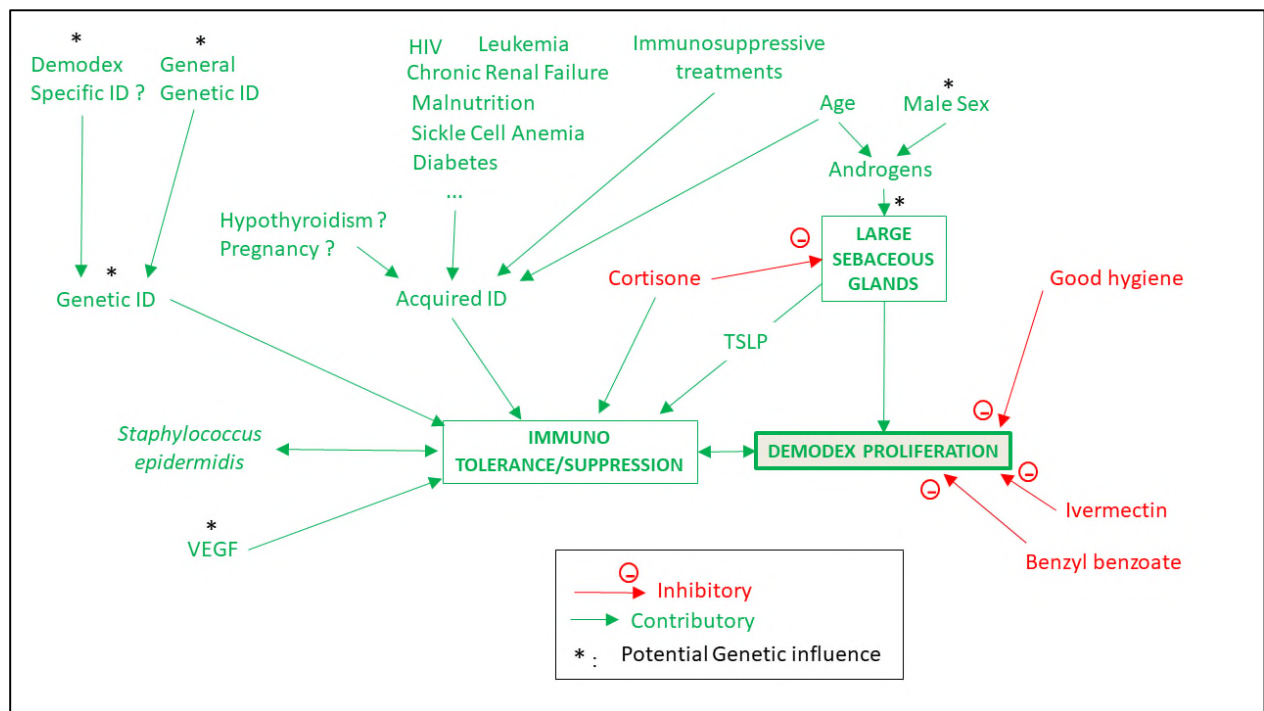 *
Demodex
Specific ID ?
*
General
Genetic ID
HIV
Leukemia
Chronic Renal Failure
Malnutrition
Sickle Cell Anemia
Diabetes
...
Immunosuppressive
treatments
Age
*
Male Sex
Androgens
*
Hypothyroidism ?
Pregnancy ?
*
Genetic ID
Acquired ID
Cortisone
-
LARGE
SEBACEOUS
GLANDS
Good hygiene
TSLP
-
Staphylococcus
epidermidis
IMMUNO
TOLERANCE/SUPPRESSION
DEMODEX PROLIFERATION
-
-
Ivermectin
Benzyl benzoate
*
VEGF
-
Inhibitory
Contributory
* : Potential Genetic influence